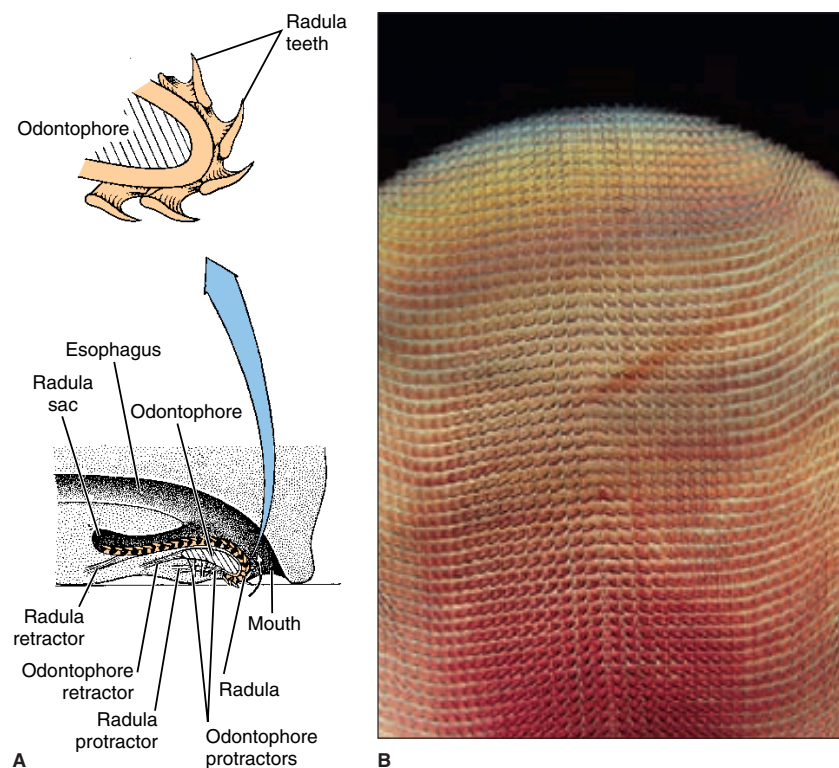 Radula
teeth
Odontophore
Esophagus
Radula
sac
Odontophore
Radula
retractor
Mouth
Odontophore
retractor
Radula
Radula
protractor
Odontophore
protractors
A
B